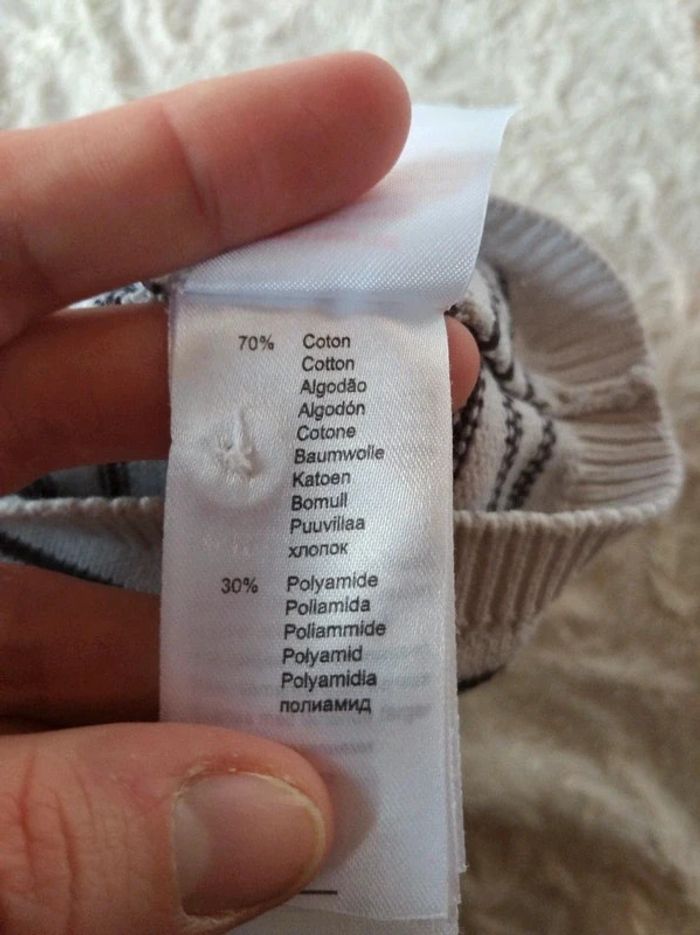 70% Coton
Cotton
Algodão
Algodón
Cotone
Baumwolle
Katoen
Bomull
Puuvillaa
хлопок
30% Polyamide
Poliamida
Poliammide
Polyamid
Polyamidia
полиамид